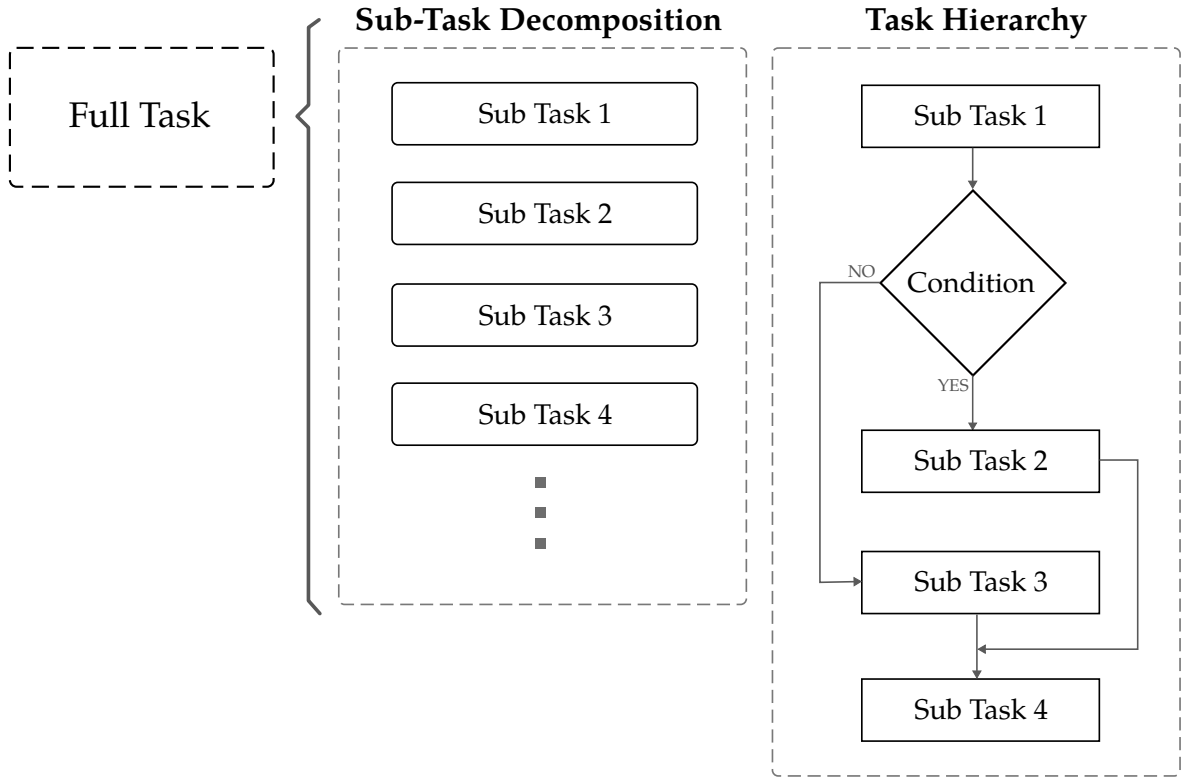 Full Task
Sub-Task Decomposition
Sub Task 1
Sub Task 2
Sub Task 3
Sub Task 4
Task Hierarchy
Sub Task 1
Condition
NO
YES
Sub Task 2
Sub Task 3
Sub Task 4